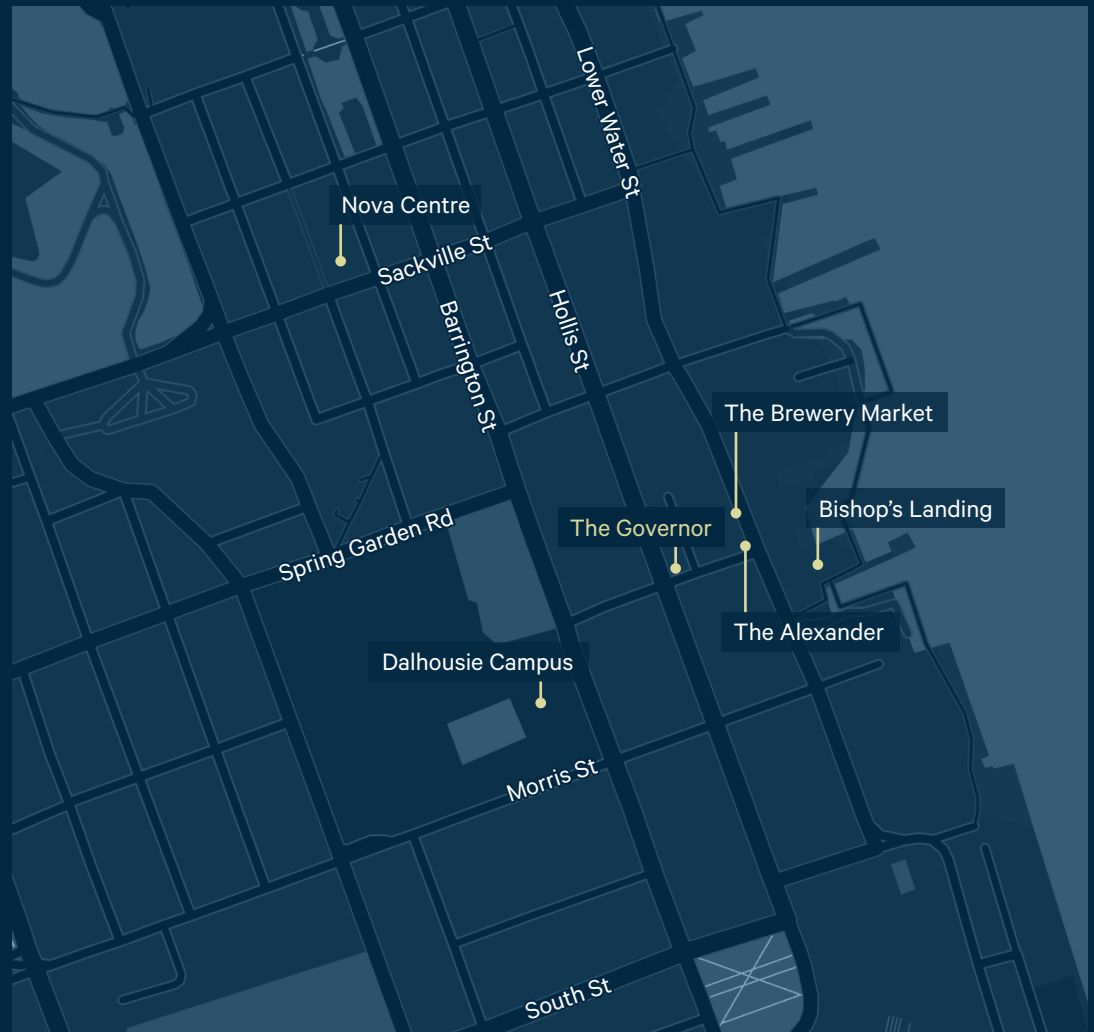 Lower Water St
Nova Centre
Sackville St
Barrington St
Hollis St
The Brewery Market
Bishop’s Landing
The Governor
Spring Garden Rd
The Alexander
Dalhousie Campus
Morris St
South St